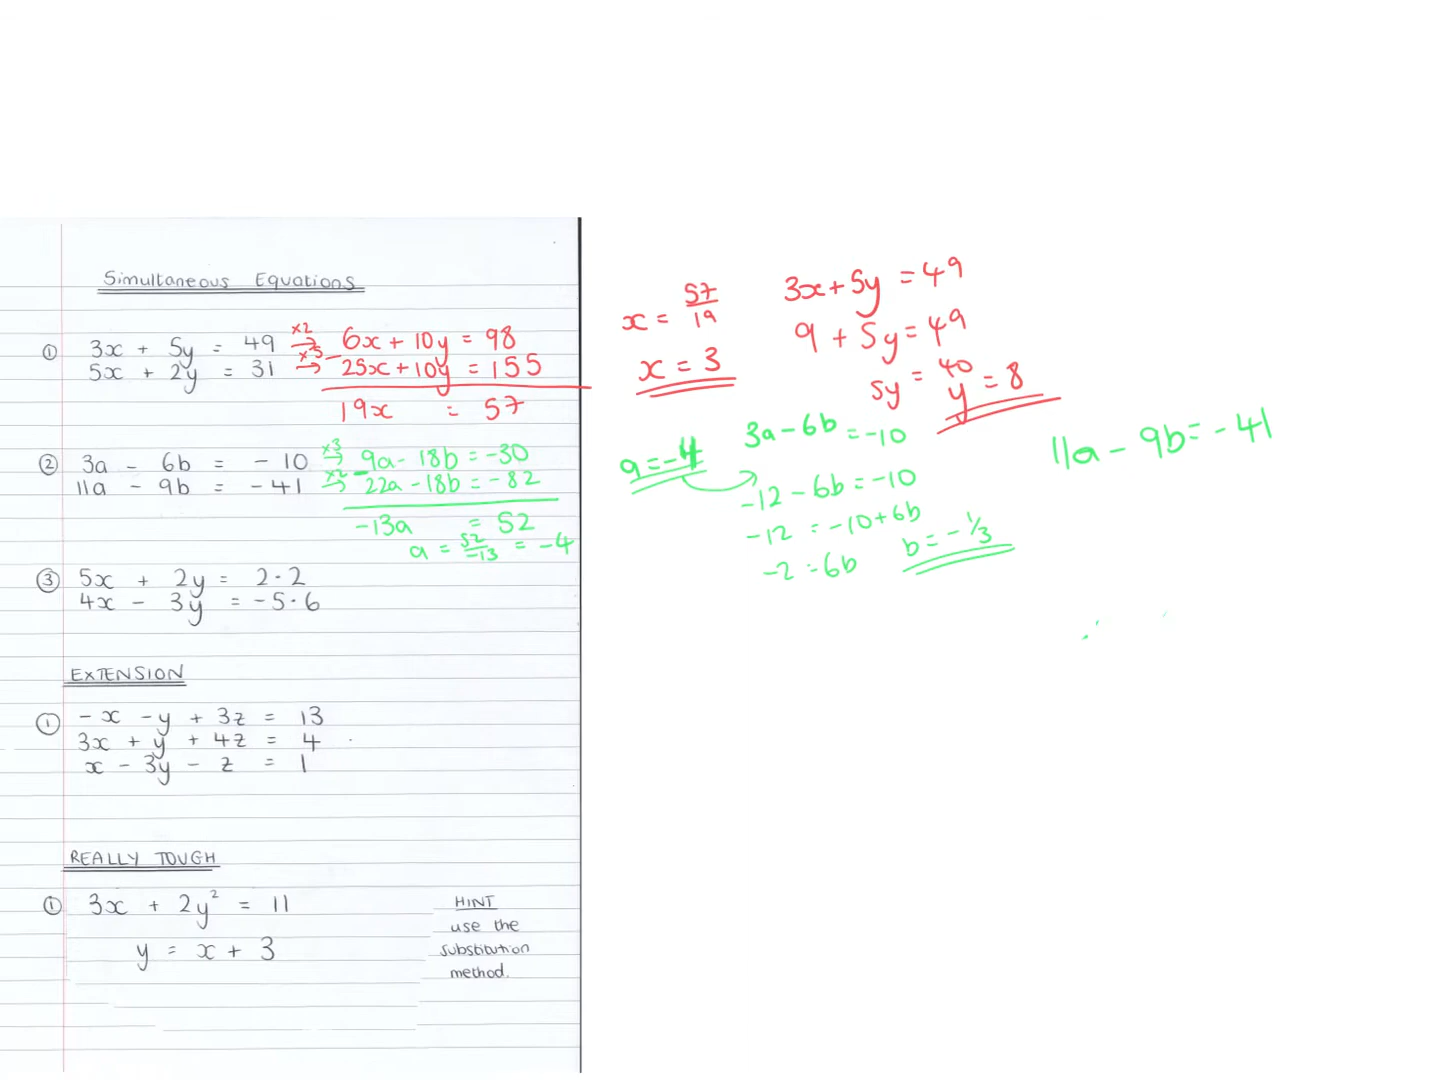 Simultaneous Equations
① 3x + 5y = 49 ×2→ 6x + 10y = 98
5x + 2y = 31 ×5→ - 25x + 10y = 155
19x = 57
x = 57/19
x = 3
3x + 5y = 49
9 + 5y = 49
5y = 40
y = 8
② 3a - 6b = -10 ×3→ 9a - 18b = -30
11a - 9b = -41 ×2→ - 22a - 18b = -82
-13a = 52
a = 52/-13 = -4
a = -4
3a - 6b = -10
-12 - 6b = -10
-12 = -10 + 6b
-2 = 6b
b = -1/3
11a - 9b = -41
③ 5x + 2y = 2·2
4x - 3y = -5·6
EXTENSION
① -x - y + 3z = 13
3x + y + 4z = 4
x - 3y - z = 1
REALLY TOUGH
① 3x + 2y² = 11
y = x + 3
HINT
use the
substitution
method.